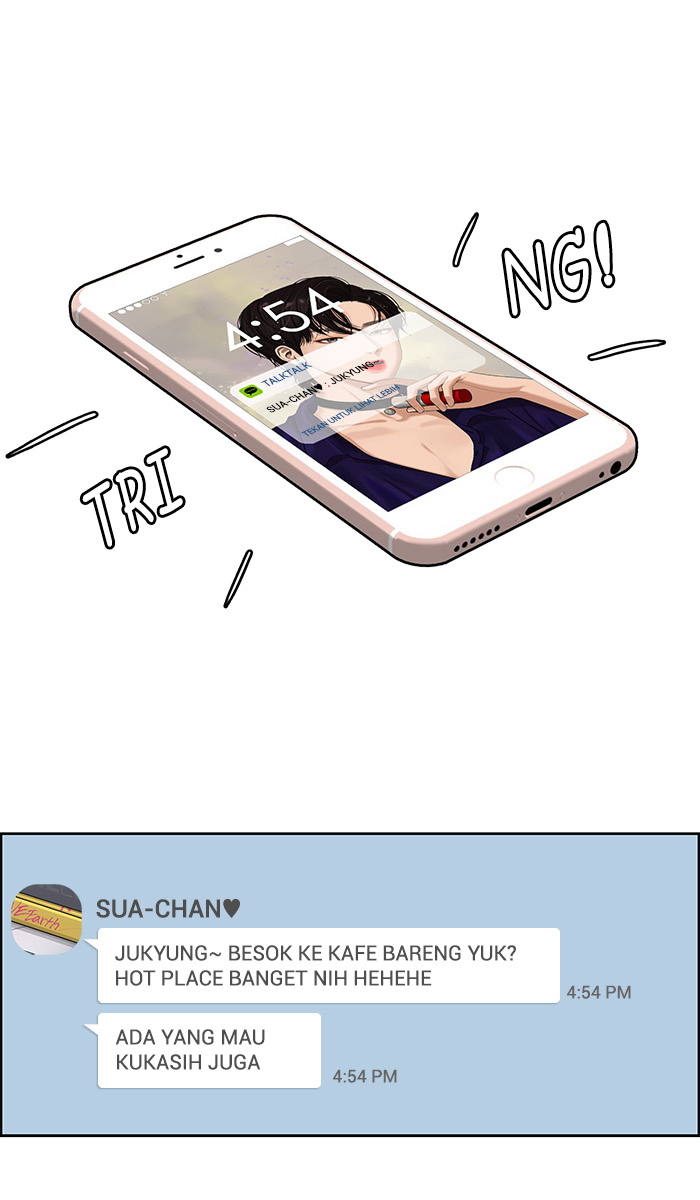 NG!
4:54
TALKTALK
SUA-CHAN♥ : JUKYUNG~
TEKAN UNTUK LIHAT LEBIH
TRI
SUA-CHAN♥
JUKYUNG~ BESOK KE KAFE BARENG YUK?
HOT PLACE BANGET NIH HEHEHE
4:54 PM
ADA YANG MAU
KUKASIH JUGA
4:54 PM
Earth